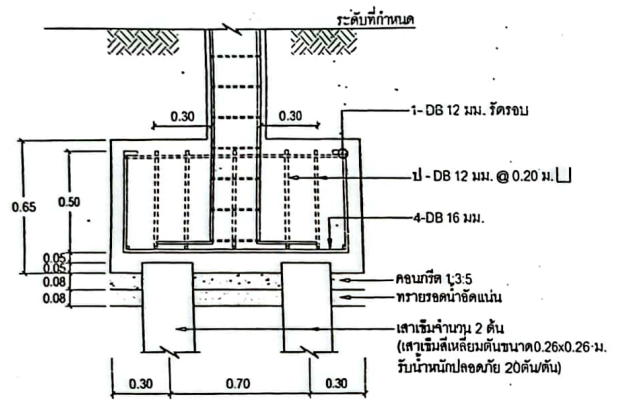 ระดับที่กำหนด
0.30
0.30
1- DB 12 มม. รัดรอบ
ป - DB 12 มม. @ 0.20 ม.
0.65
0.50
4-DB 16 มม.
0.05
0.05
0.08
0.08
คอนกรีต 1:3:5
ทรายรอดน้ำอัดแน่น
เสาเข็มจำนวน 2 ต้น
(เสาเข็มสี่เหลี่ยมตันขนาด0.26x0.26 ม.
รับน้ำหนักปลอดภัย 20ตัน/ต้น)
0.30
0.70
0.30